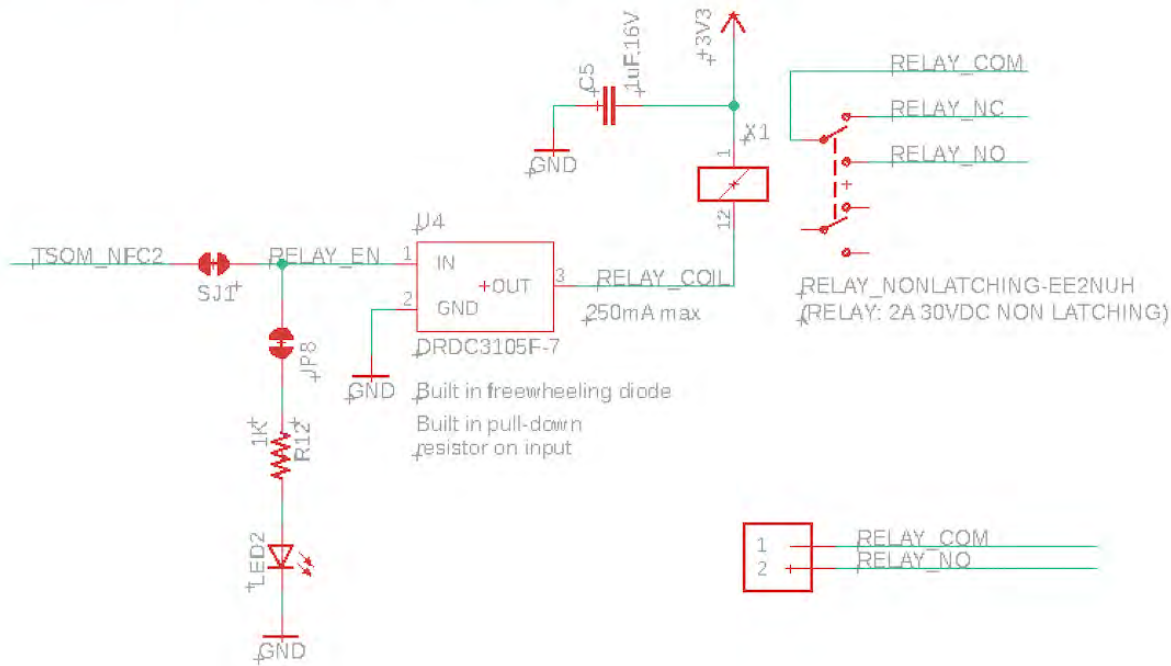 +3V3
C5
1uF.16V
RELAY_COM
RELAY_NC
RELAY_NO
X1
1
12
GND
U4
TSOM_NFC2
SJ1
RELAY_EN
1
IN
OUT
3
RELAY_COIL
2
GND
250mA max
RELAY_NONLATCHING-EE2NUH
(RELAY: 2A 30VDC NON LATCHING)
DRDC3105F-7
JP8
GND
Built in freewheeling diode
Built in pull-down
resistor on input
1K
R12
LED2
GND
1
RELAY_COM
2
RELAY_NO